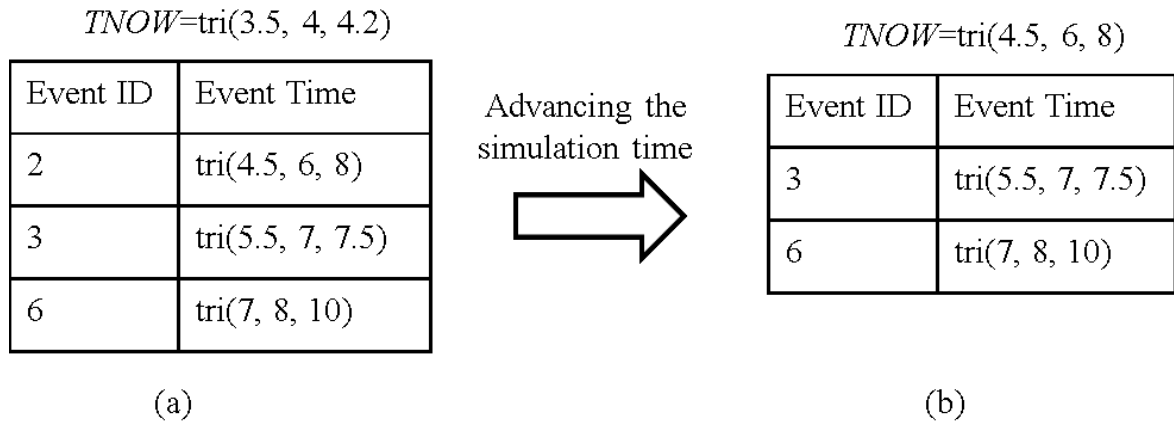 TNOW=tri(3.5, 4, 4.2)
Event ID Event Time
2 tri(4.5, 6, 8)
3 tri(5.5, 7, 7.5)
6 tri(7, 8, 10)
(a)
Advancing the
simulation time
TNOW=tri(4.5, 6, 8)
Event ID Event Time
3 tri(5.5, 7, 7.5)
6 tri(7, 8, 10)
(b)